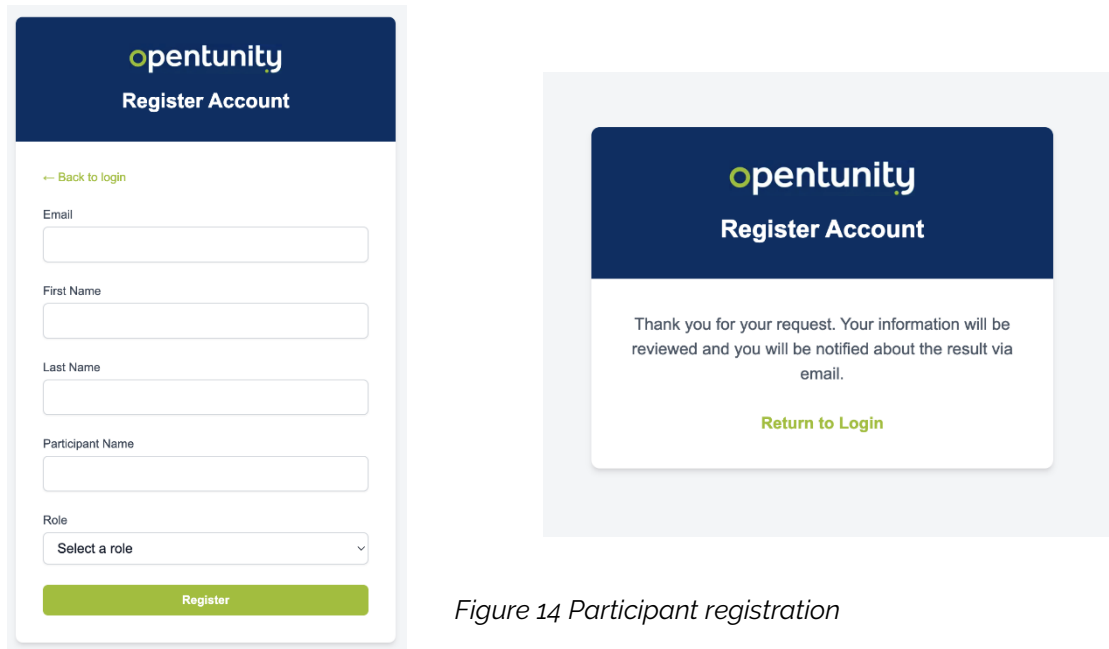 opentunity
Register Account
← Back to login
Email
First Name
Last Name
Participant Name
Role
Select a role
Register
opentunity
Register Account
Thank you for your request. Your information will be
reviewed and you will be notified about the result via
email.
Return to Login
Figure 14 Participant registration